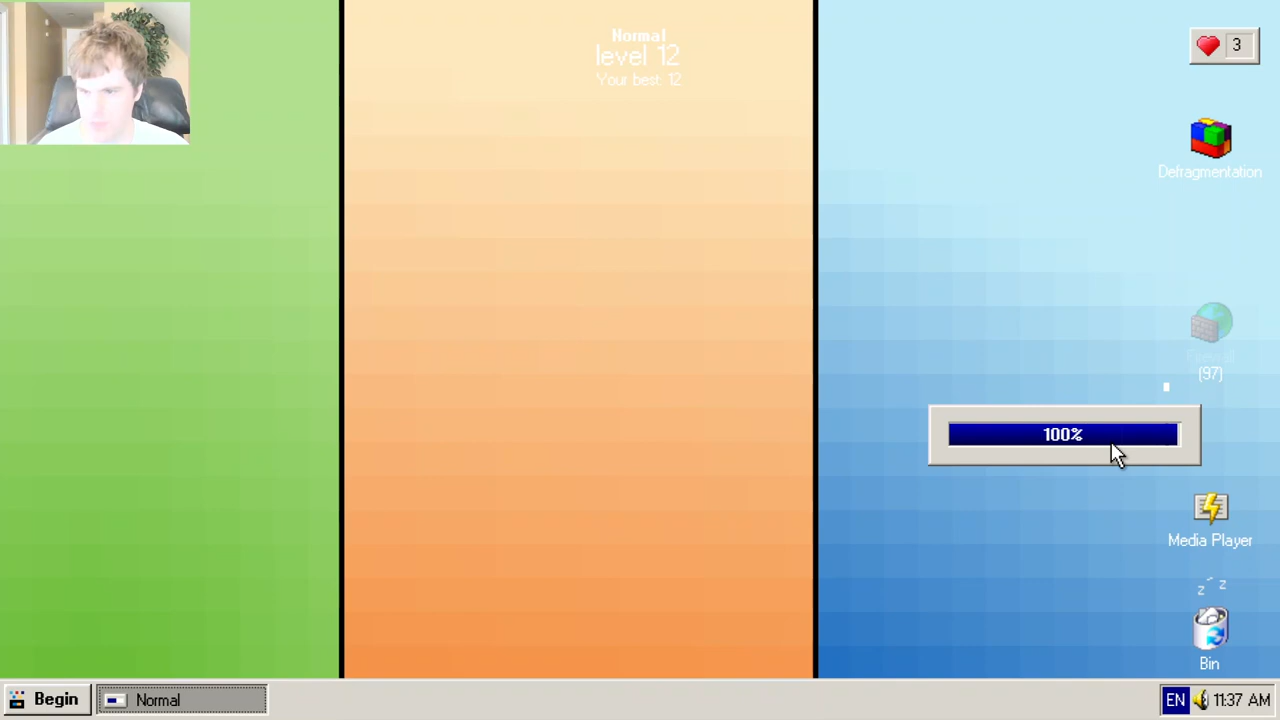 Normal
level 12
Your best: 12
3
Defragmentation
Firewall
(97)
100%
Media Player
z z
Bin
Begin
Normal
EN
11:37 AM